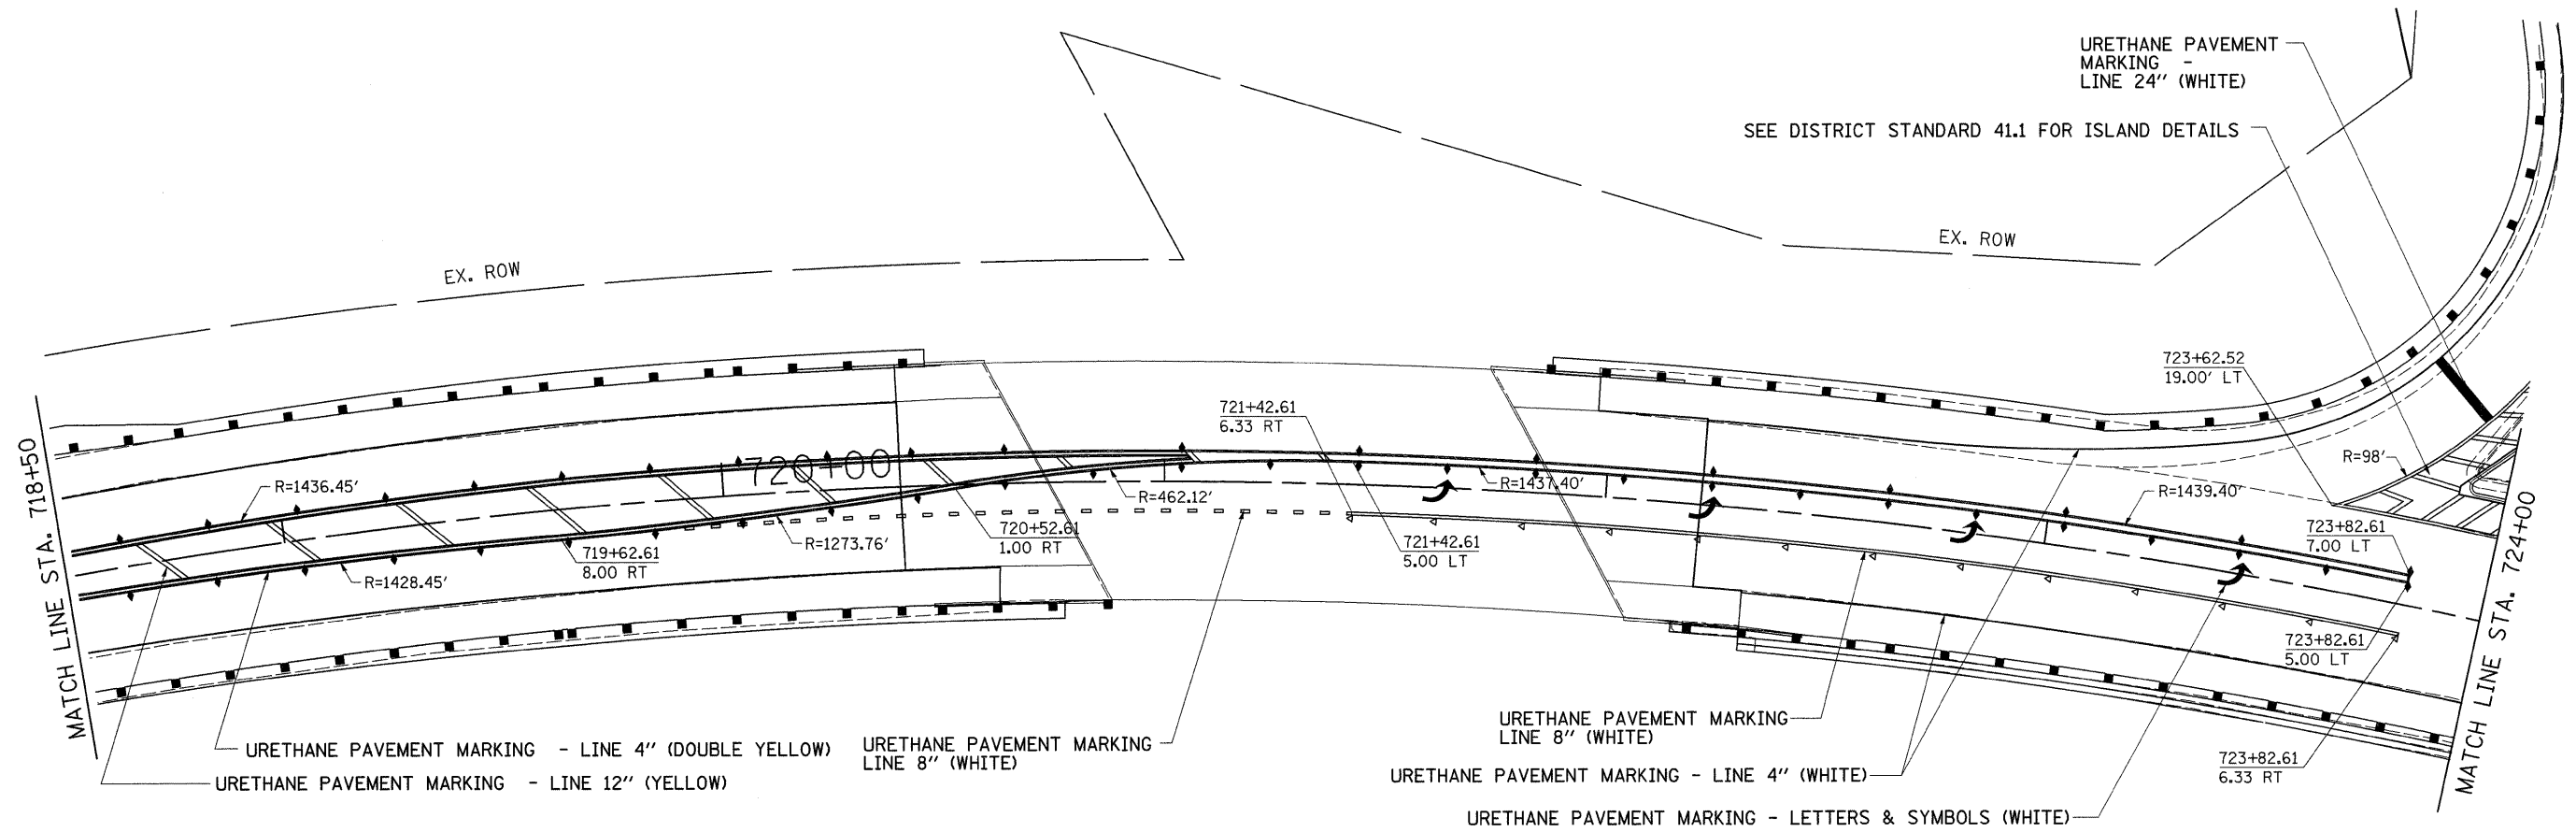 URETHANE PAVEMENT
MARKING -
LINE 24" (WHITE)
SEE DISTRICT STANDARD 41.1 FOR ISLAND DETAILS
EX. ROW
EX. ROW
MATCH LINE STA. 718+50
R=1436.45'
720+00
R=1428.45'
719+62.61
8.00 RT
R=1273.76'
720+52.61
1.00 RT
R=462.12'
721+42.61
6.33 RT
721+42.61
5.00 LT
R=1437.40'
723+62.52
19.00' LT
R=98'
R=1439.40'
723+82.61
7.00 LT
723+82.61
5.00 LT
723+82.61
6.33 RT
MATCH LINE STA. 724+00
URETHANE PAVEMENT MARKING - LINE 4" (DOUBLE YELLOW)
URETHANE PAVEMENT MARKING - LINE 12" (YELLOW)
URETHANE PAVEMENT MARKING
LINE 8" (WHITE)
URETHANE PAVEMENT MARKING
LINE 8" (WHITE)
URETHANE PAVEMENT MARKING - LINE 4" (WHITE)
URETHANE PAVEMENT MARKING - LETTERS & SYMBOLS (WHITE)